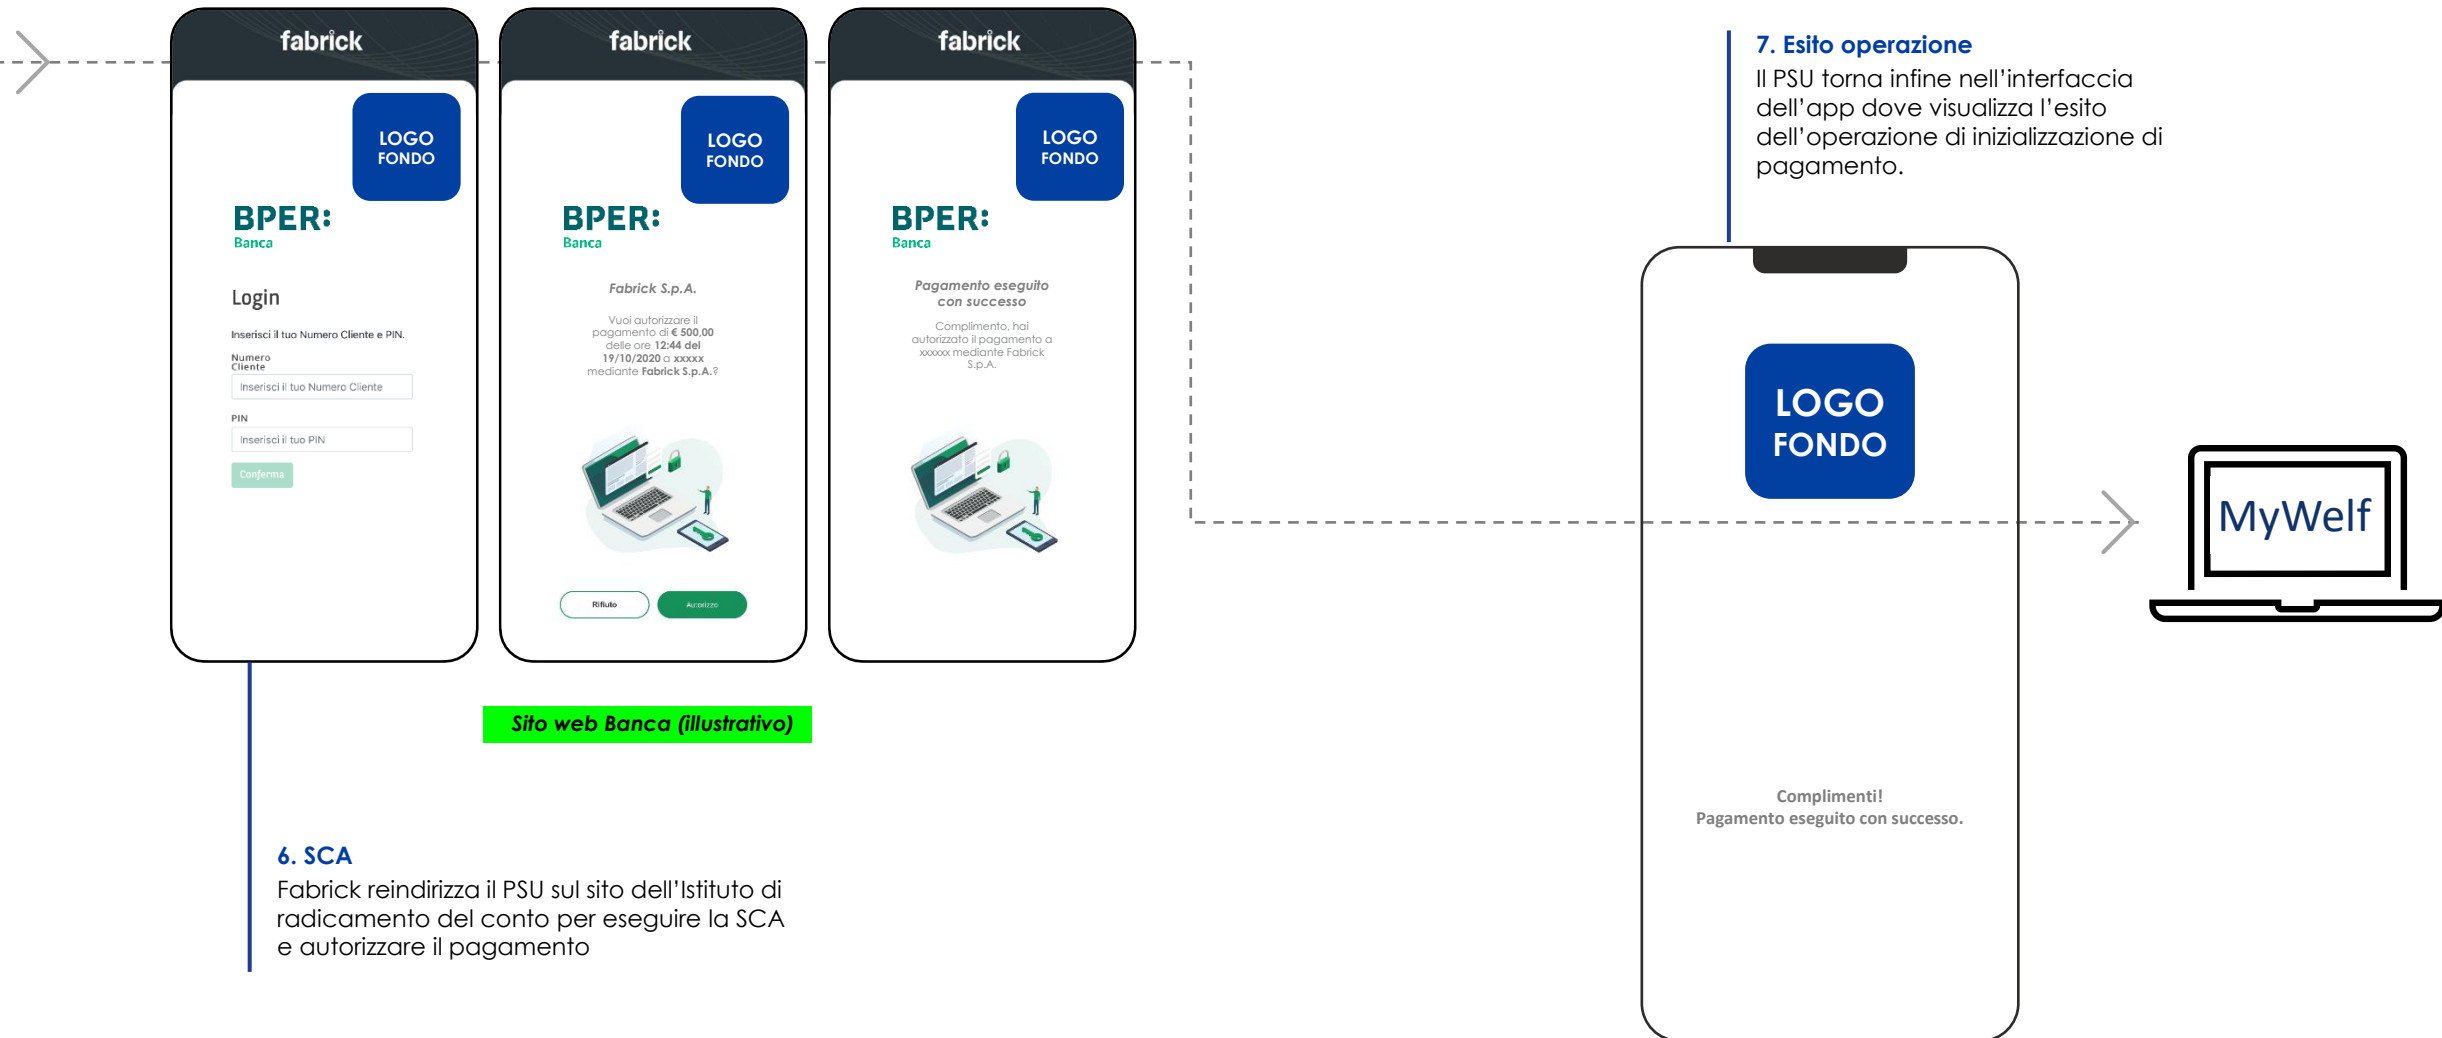 fabrick
LOGO
FONDO
BPER:
Banca
Login
Inserisci il tuo Numero Cliente e PIN.
Numero
Cliente
Inserisci il tuo Numero Cliente
PIN
Inserisci il tuo PIN
Conferma
fabrick
LOGO
FONDO
BPER:
Banca
Fabrick S.p.A.
Vuoi autorizzare il
pagamento di € 500,00
delle ore 12:44 del
19/10/2020 a xxxxx
mediante Fabrick S.p.A.?
Rifiuto
Autorizzo
fabrick
LOGO
FONDO
BPER:
Banca
Pagamento eseguito
con successo
Complimento, hai
autorizzato il pagamento a
xxxxxx mediante Fabrick
S.p.A.
Sito web Banca (illustrativo)
6. SCA
Fabrick reindirizza il PSU sul sito dell'Istituto di
radicamento del conto per eseguire la SCA
e autorizzare il pagamento
7. Esito operazione
Il PSU torna infine nell'interfaccia
dell'app dove visualizza l'esito
dell'operazione di inizializzazione di
pagamento.
LOGO
FONDO
Complimenti!
Pagamento eseguito con successo.
MyWelf